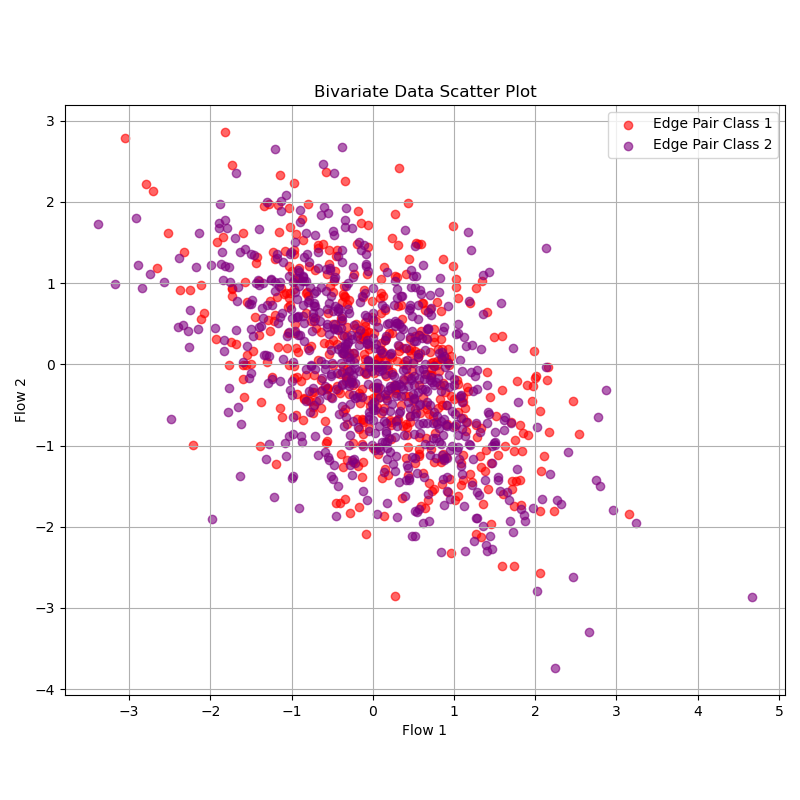 Bivariate Data Scatter Plot
Edge Pair Class 1
Edge Pair Class 2
Flow 2
3
2
1
0
−1
−2
−3
−4
−3 −2 −1 0 1 2 3 4 5
Flow 1